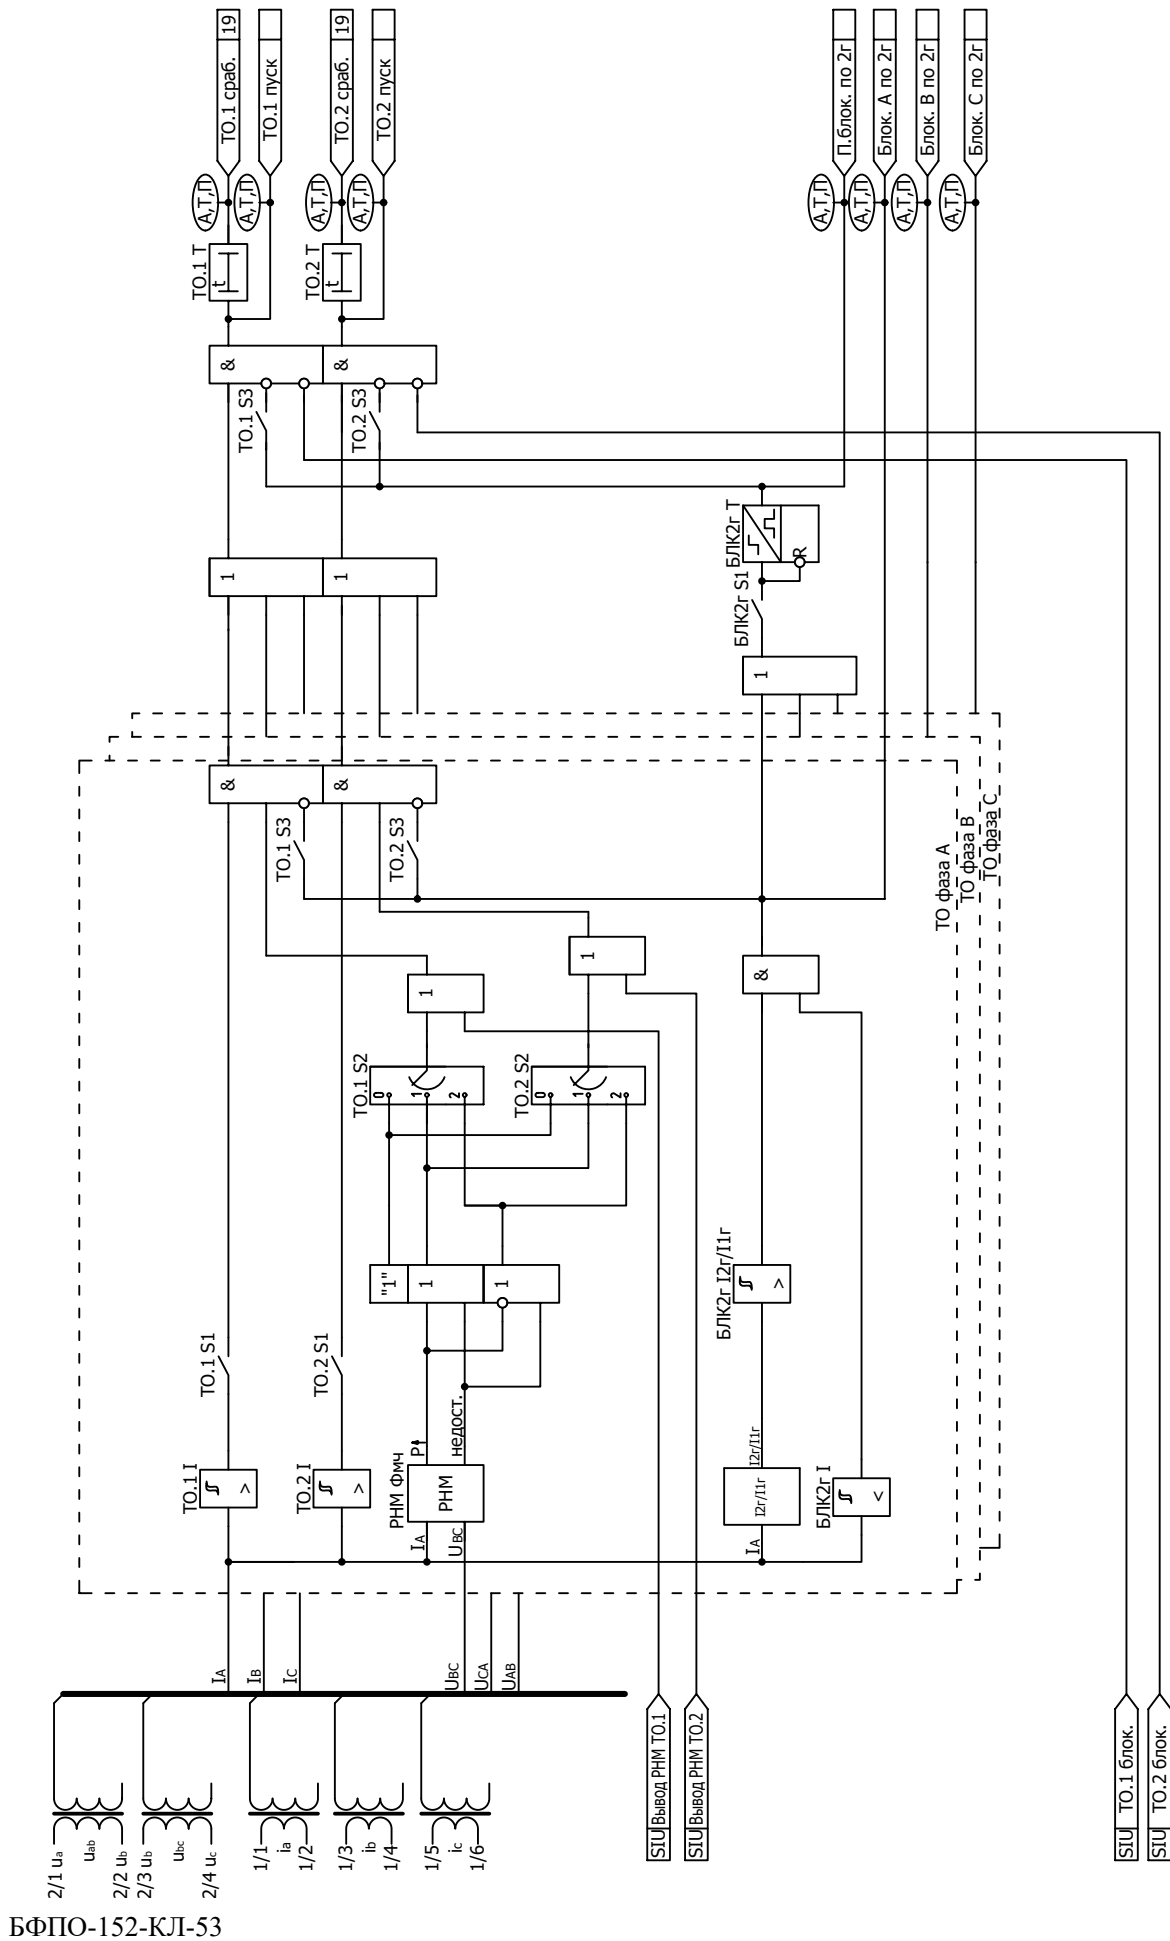 19
ТО.1 сраб.
ТО.1 пуск
19
ТО.2 сраб.
ТО.2 пуск
П.блок. по 2г
Блок. А по 2г
Блок. В по 2г
Блок. С по 2г
А,Т,П
А,Т,П
А,Т,П
А,Т,П
А,Т,П
А,Т,П
А,Т,П
А,Т,П
ТО.1 Т
t
ТО.2 Т
t
&
&
ТО.1 S3
ТО.2 S3
БЛК2г Т
R
БЛК2г S1
1
1
1
&
&
ТО.1 S3
ТО.2 S3
ТО фаза А
ТО фаза В
ТО фаза С
1
1
&
ТО.1 S2
0
1
2
ТО.2 S2
0
1
2
"1"
1
1
БЛК2г I2г/I1г
>
ТО.1 S1
ТО.2 S1
ТО.1 I
>
ТО.2 I
>
РНМ Фмч
P
недост.
РНМ
IA
UBC
I2г/I1г
I2г/I1г
IA
БЛК2г I
<
IA
IB
IC
UBC
UCA
UAB
2/1 ua
uab
2/2 ub
2/3 ub
ubc
2/4 uc
1/1
ia
1/2
1/3
ib
1/4
1/5
ic
1/6
SIU Вывод РНМ ТО.1
SIU Вывод РНМ ТО.2
SIU ТО.1 блок.
SIU ТО.2 блок.
БФПО-152-КЛ-53